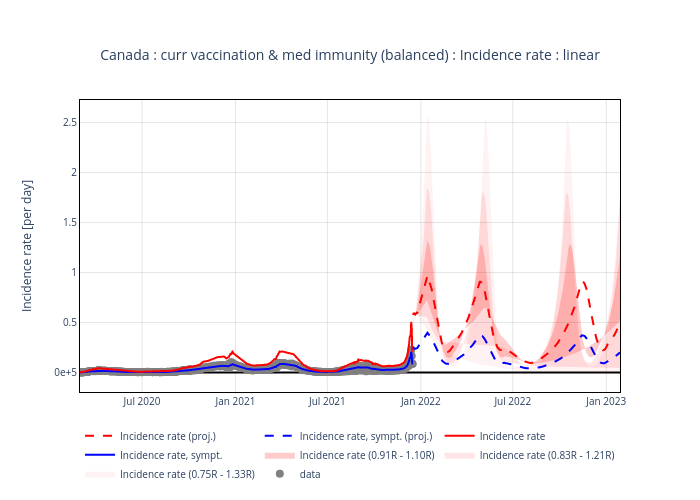 Canada : curr vaccination & med immunity (balanced) : Incidence rate : linear
Incidence rate [per day]
2.5
2
1.5
1
0.5
0e+5
Jul 2020 Jan 2021 Jul 2021 Jan 2022 Jul 2022 Jan 2023
Incidence rate (proj.) Incidence rate, sympt. (proj.) Incidence rate
Incidence rate, sympt. Incidence rate (0.91R - 1.10R) Incidence rate (0.83R - 1.21R)
Incidence rate (0.75R - 1.33R) data